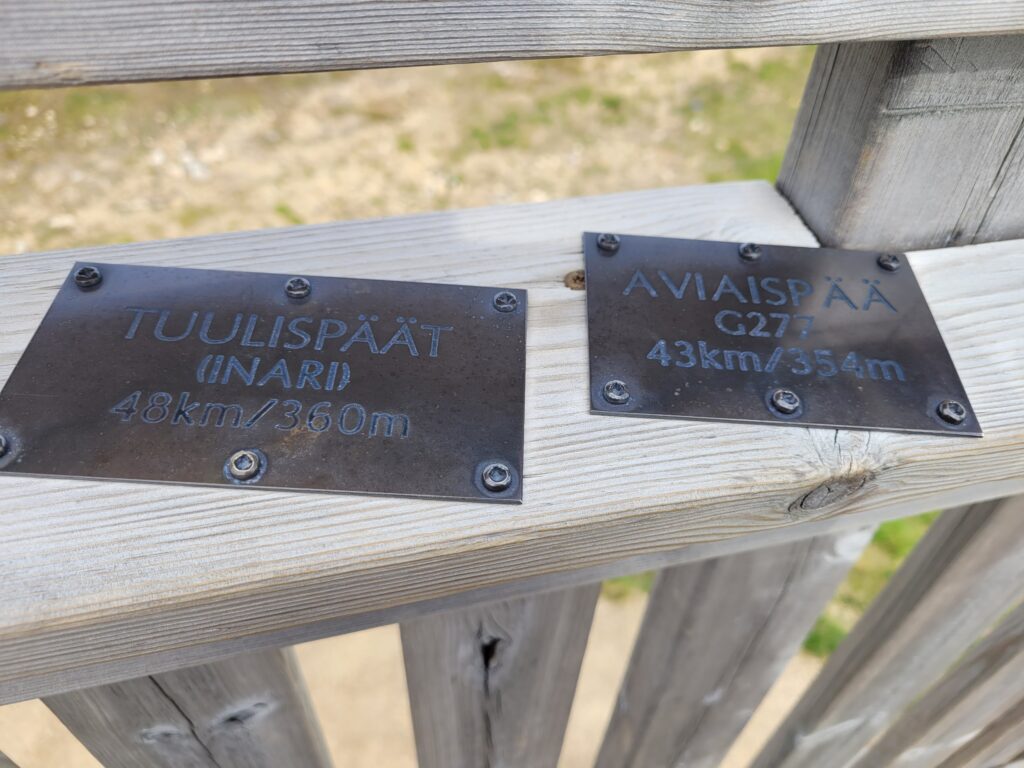 TUULISPÄÄT
(INARI)
48km/360m
AVIAISPÄÄ
G277
43km/354m